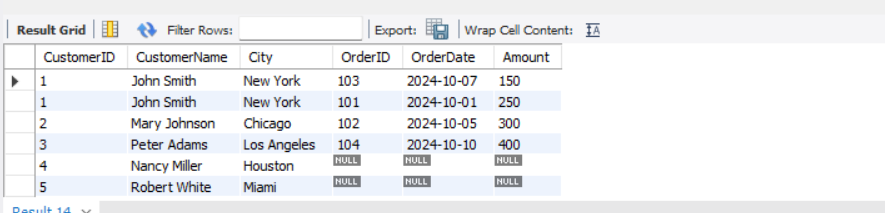 Result Grid Filter Rows: Export: Wrap Cell Content: IA
CustomerID CustomerName City OrderID OrderDate Amount
1 John Smith New York 103 2024-10-07 150
1 John Smith New York 101 2024-10-01 250
2 Mary Johnson Chicago 102 2024-10-05 300
3 Peter Adams Los Angeles 104 2024-10-10 400
4 Nancy Miller Houston NULL NULL NULL
5 Robert White Miami NULL NULL NULL
Result 14